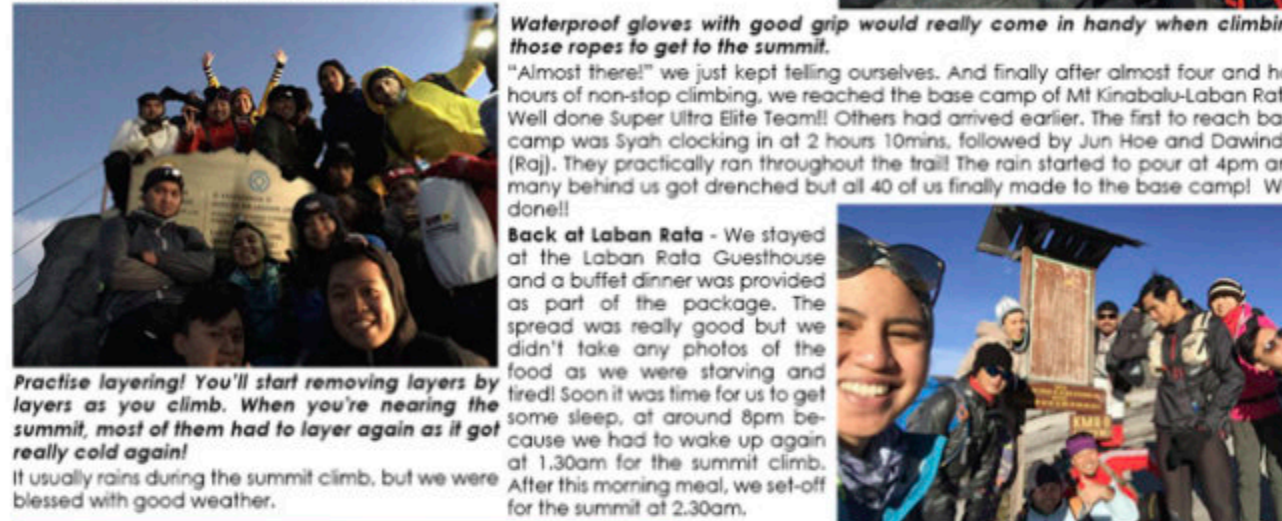 Waterproof gloves with good grip would really come in handy when
those ropes to get to the summit.
"Almost there!" we just kept telling ourselves. And finally after almost four and
hours of non-stop climbing, we reached the base camp of Mt Kinabalu-Laban
Well done Super Ultra Elite Team!! Others had arrived earlier. The first to reach
camp was Syah clocking in at 2 hours 10mins, followed by Jun Hoe and
(Raj). They practically ran throughout the trail! The rain started to pour at 4pm
many behind us got drenched but all 40 of us finally made to the base camp!
done!!
Back at Laban Rata - We stayed
at the Laban Rata Guesthouse
and a buffet dinner was provided
as part of the package. The
spread was really good but we
didn't take any photos of the
food as we were starving and
tired! Soon it was time for us to get
some sleep, at around 8pm be-
cause we had to wake up again
at 1.30am for the summit climb.
After this morning meal, we set-off
for the summit at 2.30am.
Practise layering! You'll start removing layers by
layers as you climb. When you're nearing the
summit, most of them had to layer again as it got
really cold again!
It usually rains during the summit climb, but we were
blessed with good weather.